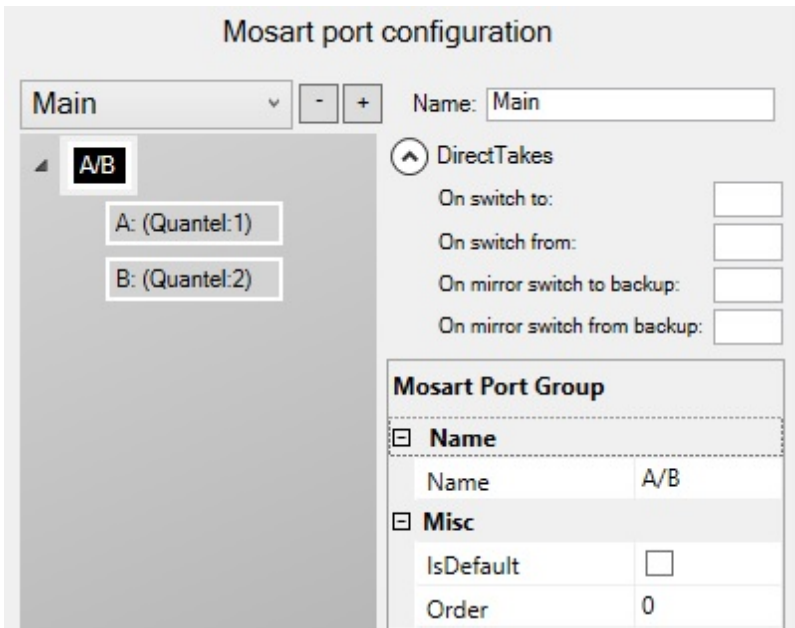 Mosart port configuration
Main - + Name: Main
A/B
A: (Quantel:1)
B: (Quantel:2)
DirectTakes
On switch to:
On switch from:
On mirror switch to backup:
On mirror switch from backup:
Mosart Port Group
Name
Name A/B
Misc
IsDefault
Order 0